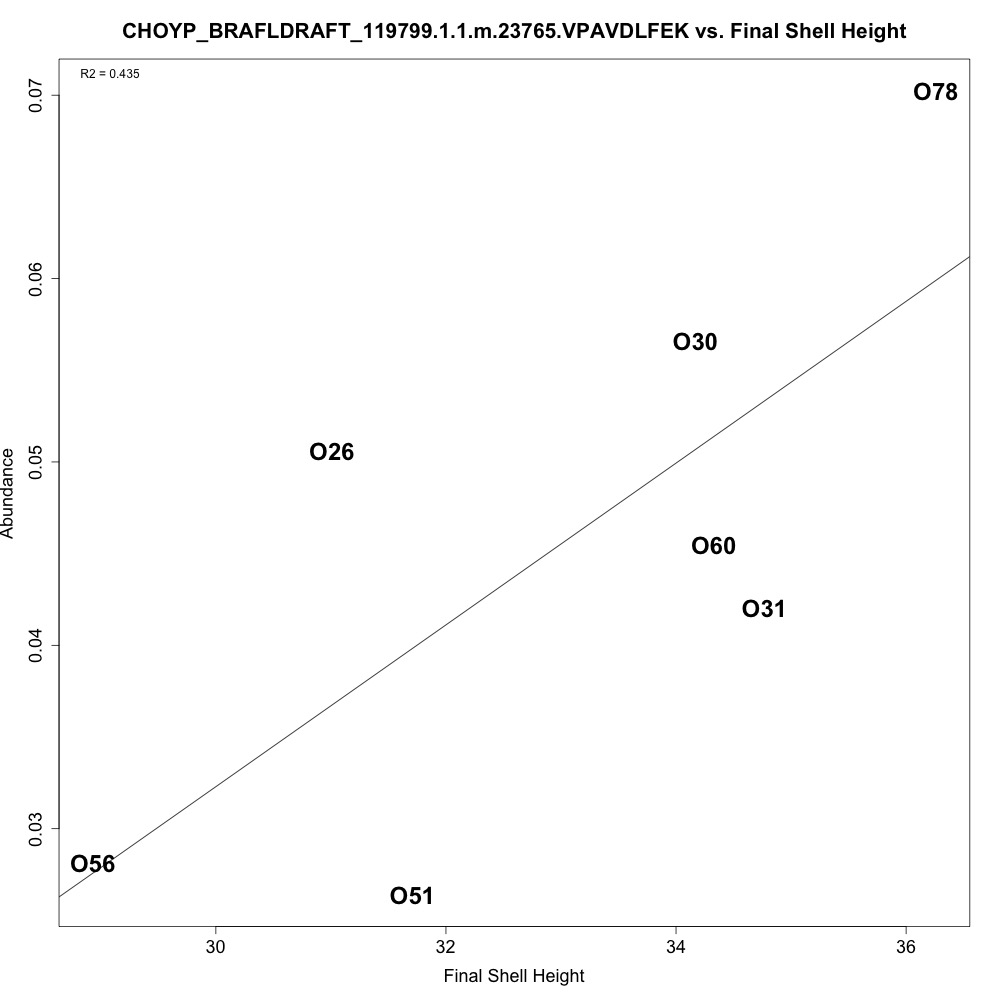 CHOYP_BRAFLDRAFT_119799.1.1.m.23765.VPAVDLFEK vs. Final Shell Height
R2 = 0.435
O78
0.07
0.06
O30
O26
0.05
Abundance
O60
O31
0.04
0.03
O56
O51
30 32 34 36
Final Shell Height